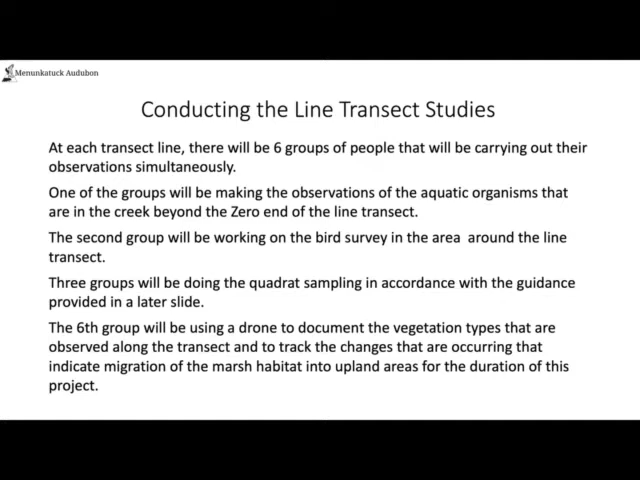 Menunkatuck Audubon
Conducting the Line Transect Studies
At each transect line, there will be 6 groups of people that will be carrying out their
observations simultaneously.
One of the groups will be making the observations of the aquatic organisms that
are in the creek beyond the Zero end of the line transect.
The second group will be working on the bird survey in the area around the line
transect.
Three groups will be doing the quadrat sampling in accordance with the guidance
provided in a later slide.
The 6th group will be using a drone to document the vegetation types that are
observed along the transect and to track the changes that are occurring that
indicate migration of the marsh habitat into upland areas for the duration of this
project.